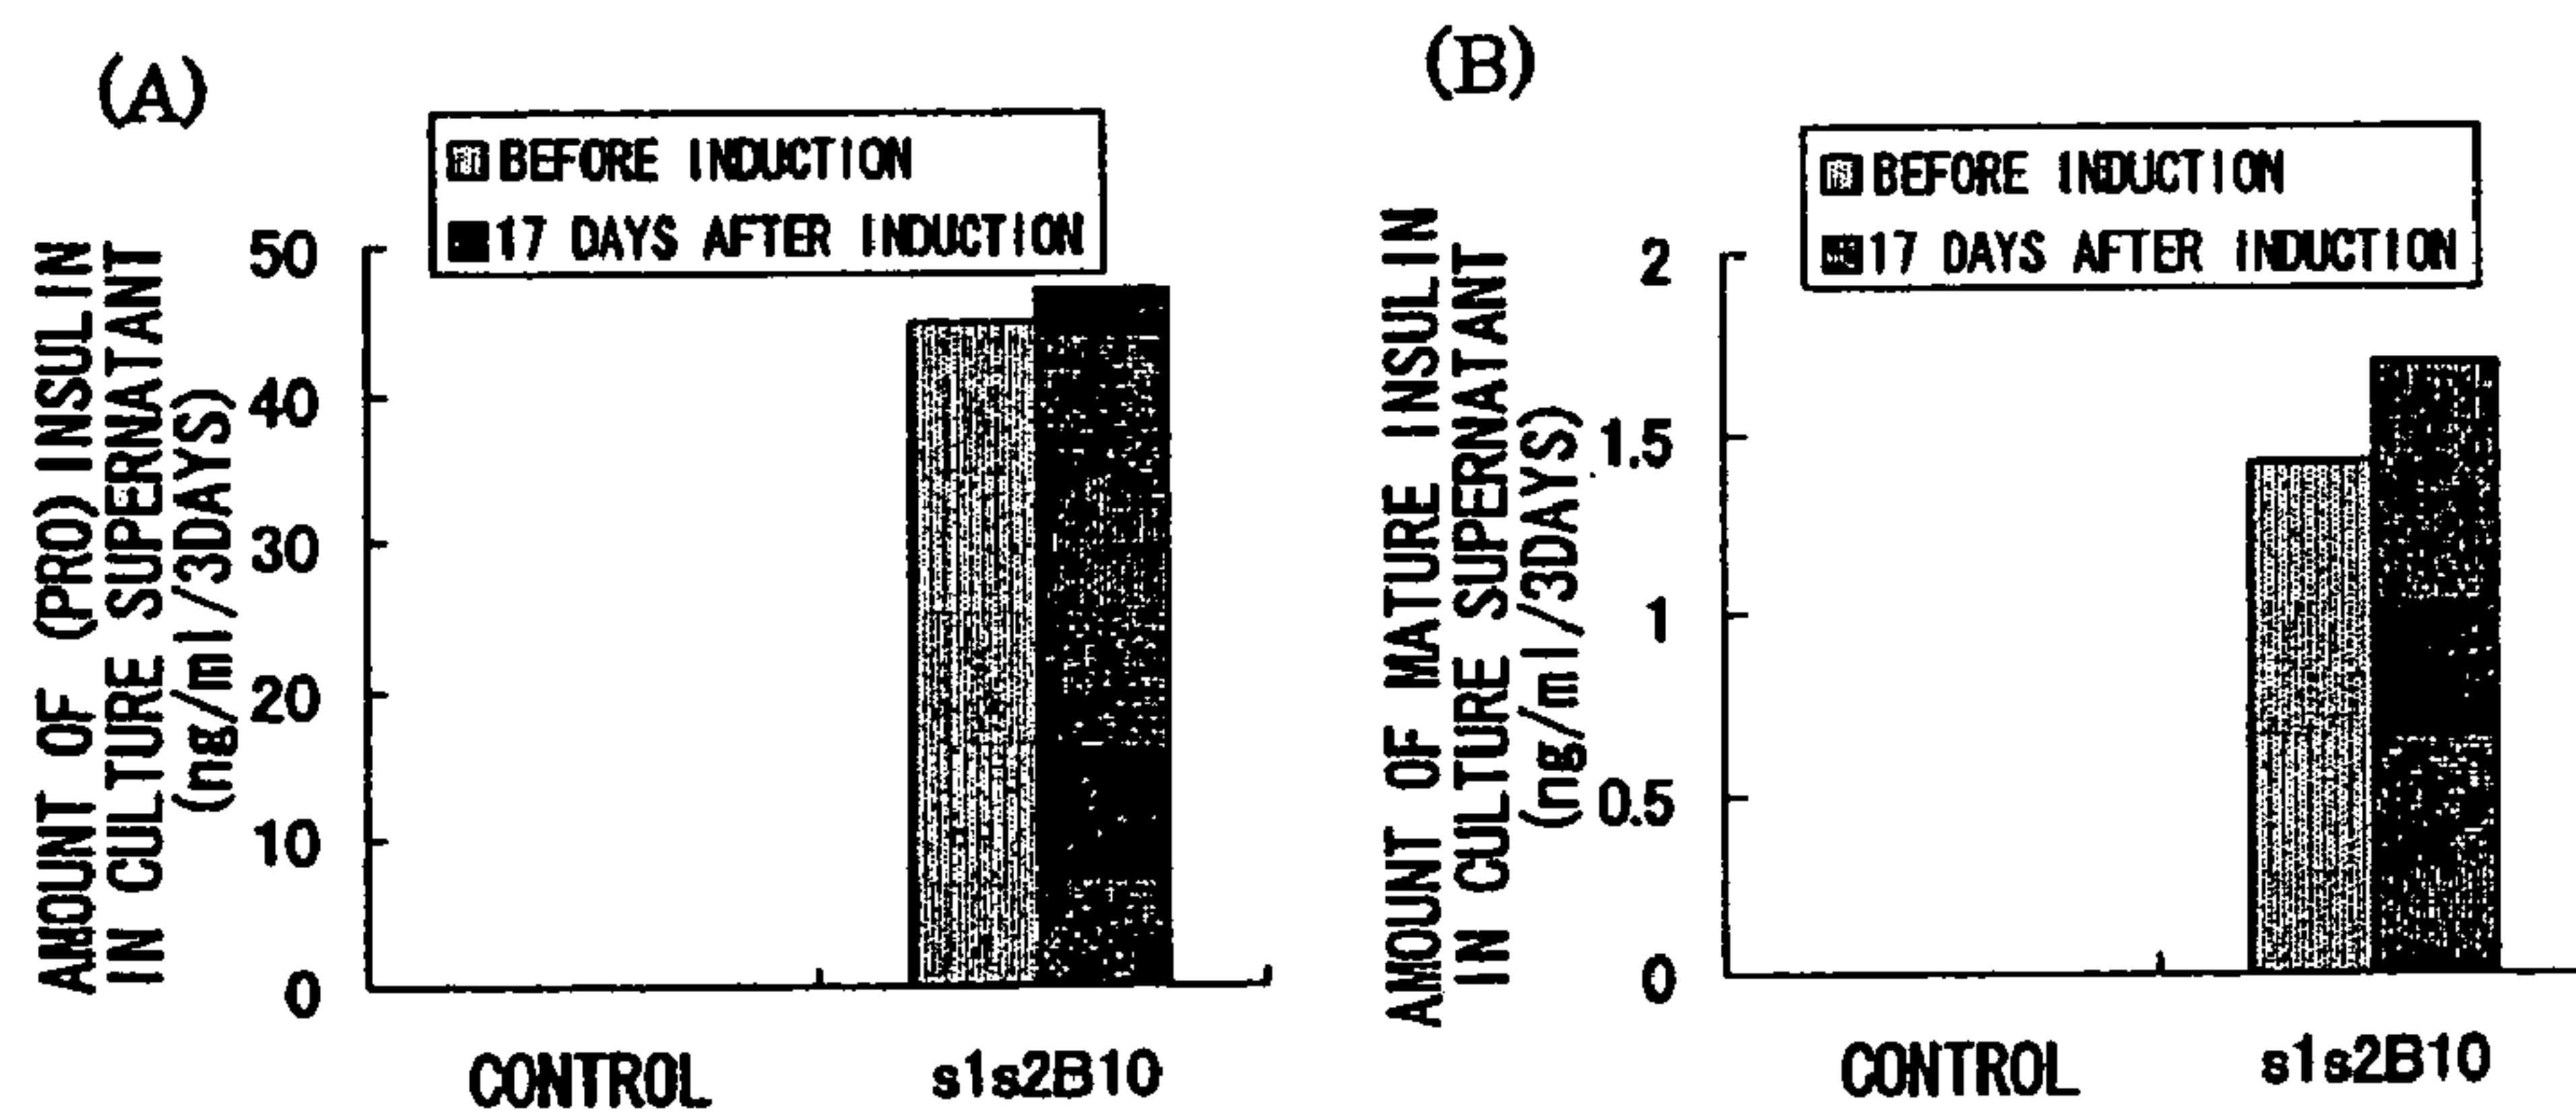 (A)
BEFORE INDUCTION
17 DAYS AFTER INDUCTION
AMOUNT OF (PRO) INSULIN
IN CULTURE SUPERNATANT
(ng/ml/3DAYS)
50
40
30
20
10
0
CONTROL
s1s2B10
(B)
BEFORE INDUCTION
17 DAYS AFTER INDUCTION
AMOUNT OF MATURE INSULIN
IN CULTURE SUPERNATANT
(ng/ml/3DAYS)
2
1.5
1
0.5
0
CONTROL
s1s2B10